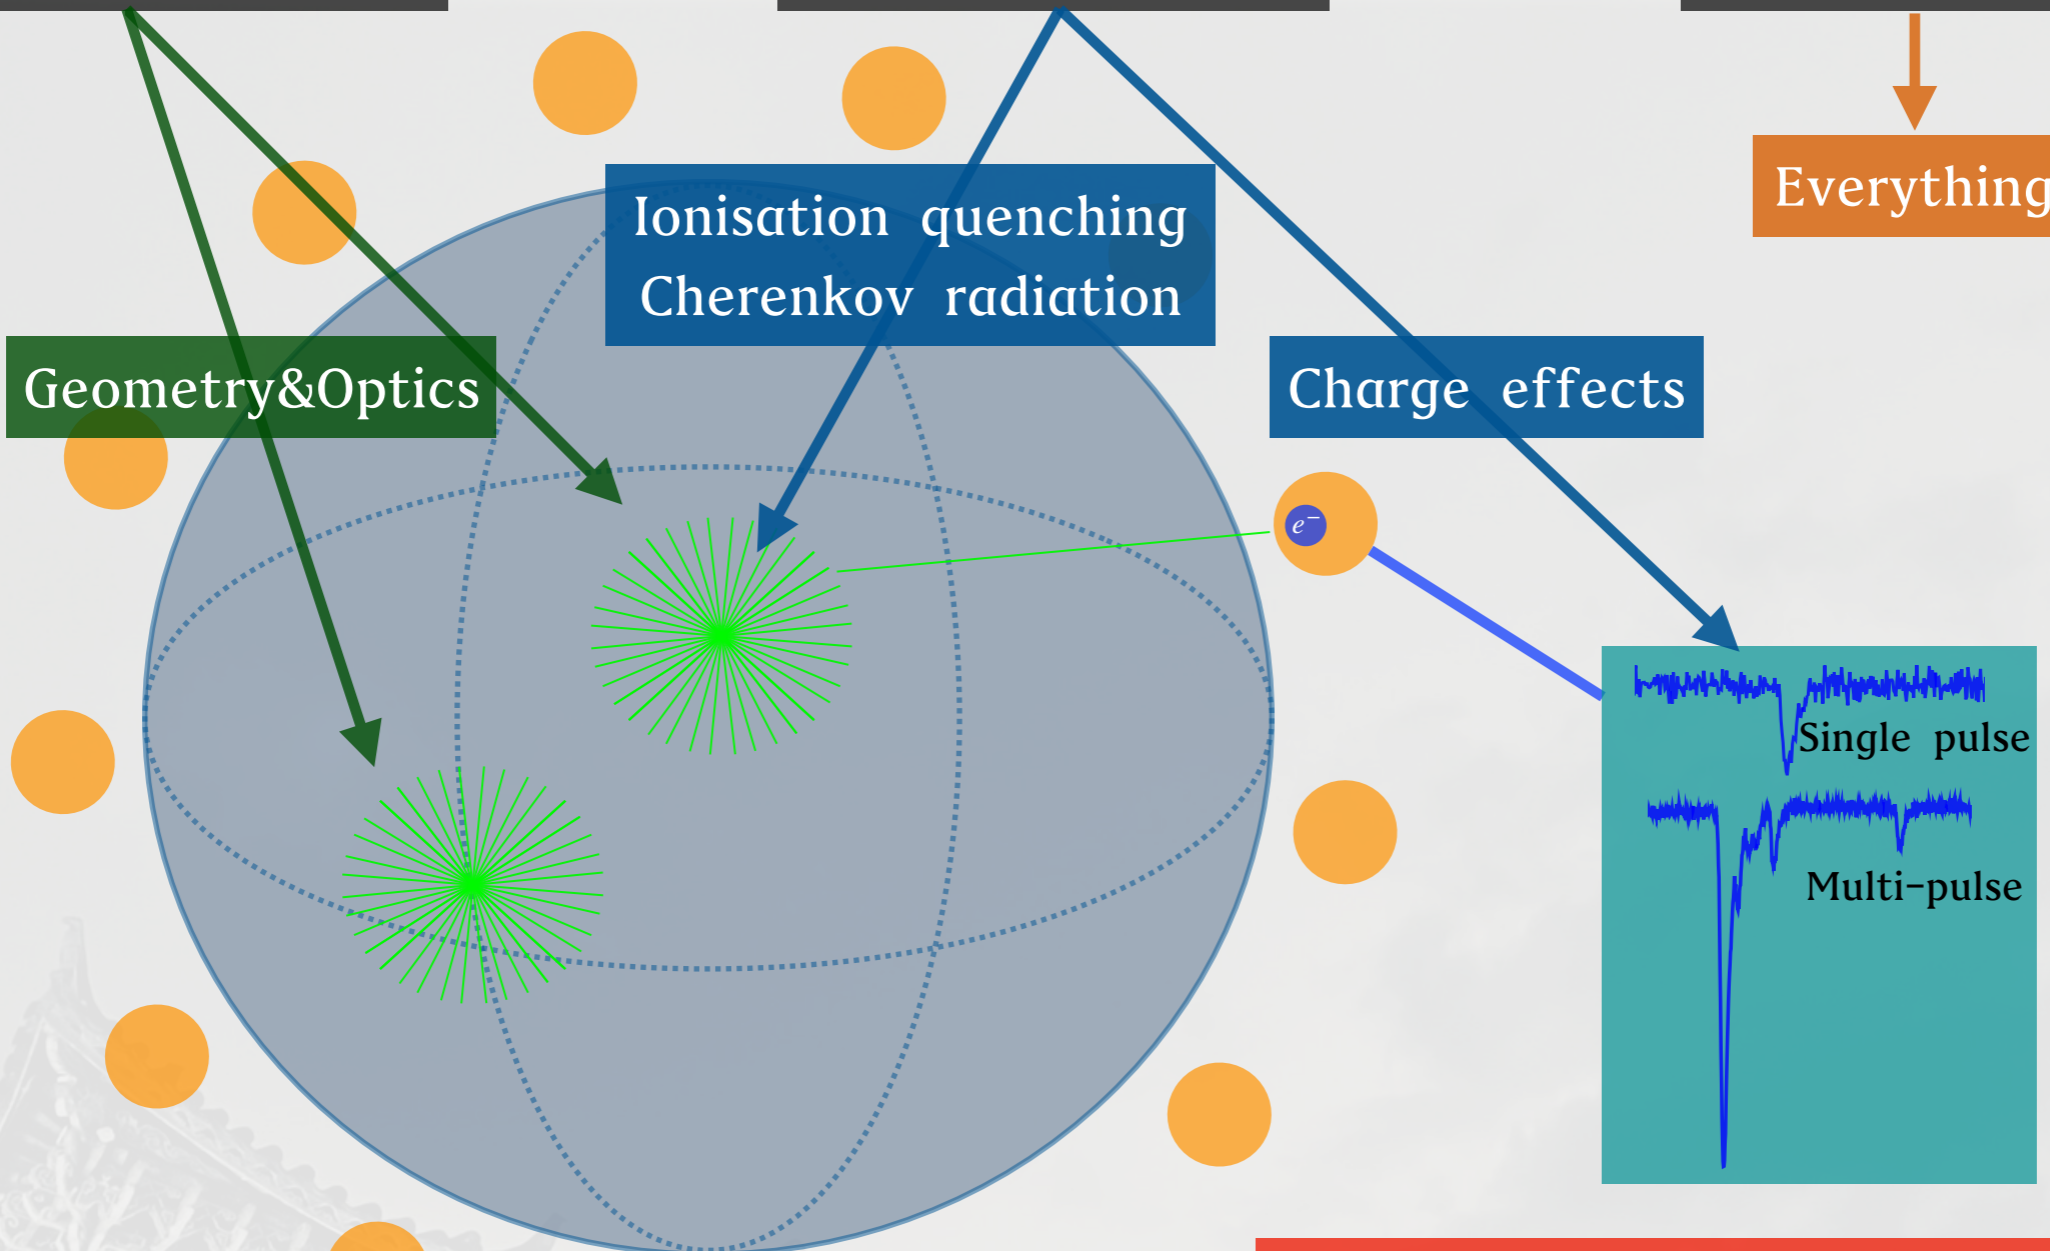 Everything
Ionisation quenching
Cherenkov radiation
Geometry&Optics
Charge effects
e⁻
Single pulse
Multi-pulse